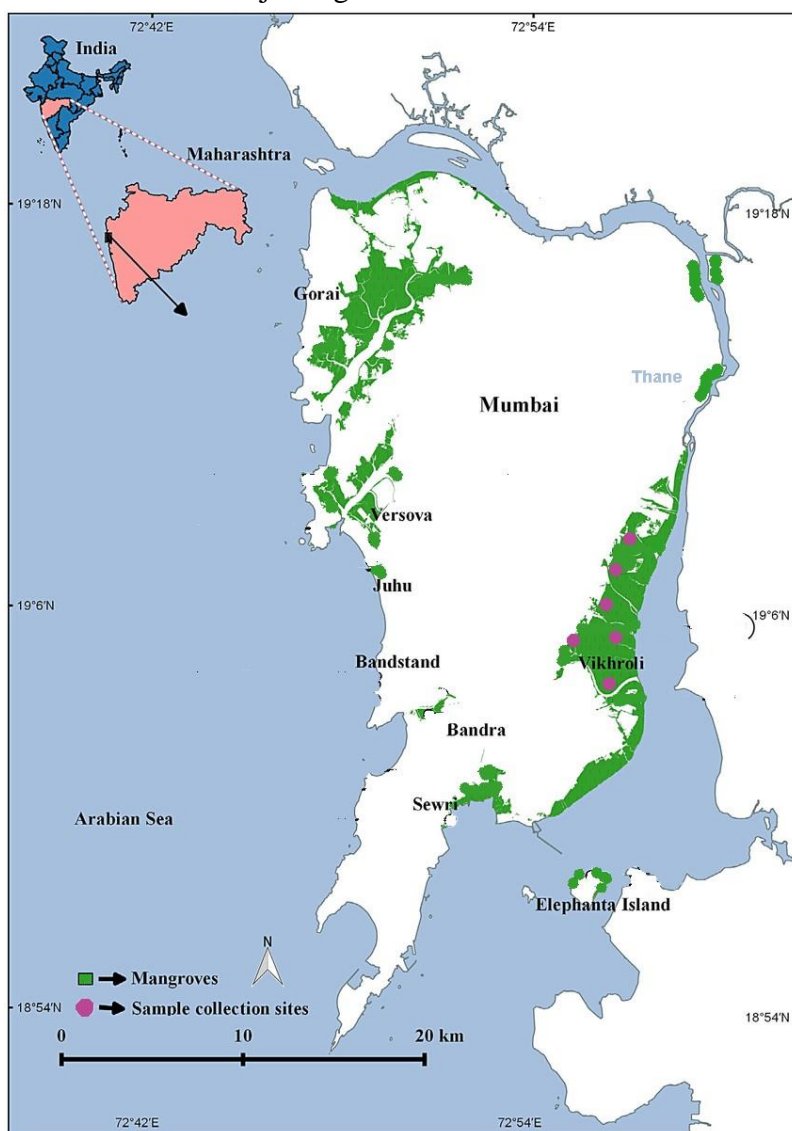 72°42'E
72°54'E
India
Maharashtra
19°18'N
19°18'N
Gorai
Thane
Mumbai
Versova
Juhu
19°6'N
19°6'N
Bandstand
Vikhroli
Bandra
Sewri
Arabian Sea
Elephanta Island
N
Mangroves
Sample collection sites
18°54'N
18°54'N
0 10 20 km
72°42'E
72°54'E